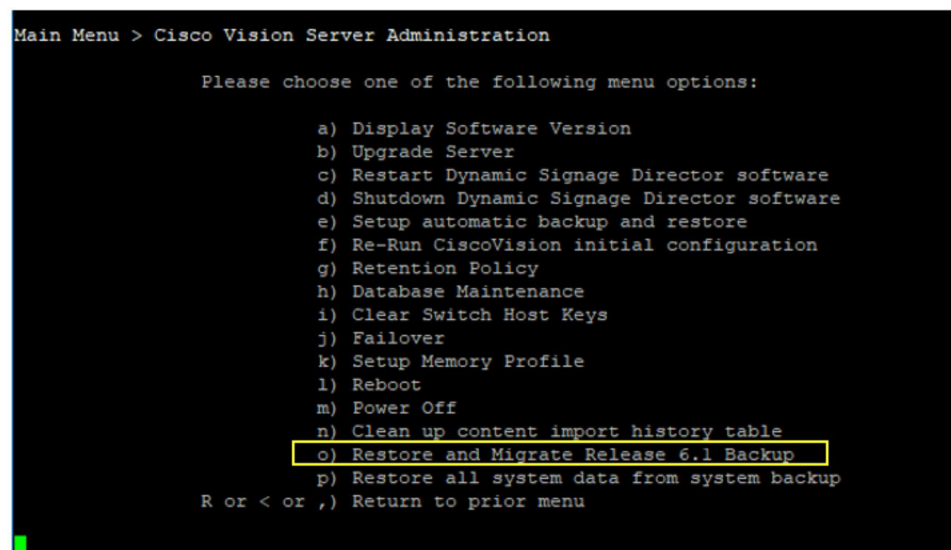 Main Menu > Cisco Vision Server Administration
Please choose one of the following menu options:
a) Display Software Version
b) Upgrade Server
c) Restart Dynamic Signage Director software
d) Shutdown Dynamic Signage Director software
e) Setup automatic backup and restore
f) Re-Run CiscoVision initial configuration
g) Retention Policy
h) Database Maintenance
i) Clear Switch Host Keys
j) Failover
k) Setup Memory Profile
l) Reboot
m) Power Off
n) Clean up content import history table
o) Restore and Migrate Release 6.1 Backup
p) Restore all system data from system backup
R or < or ,) Return to prior menu